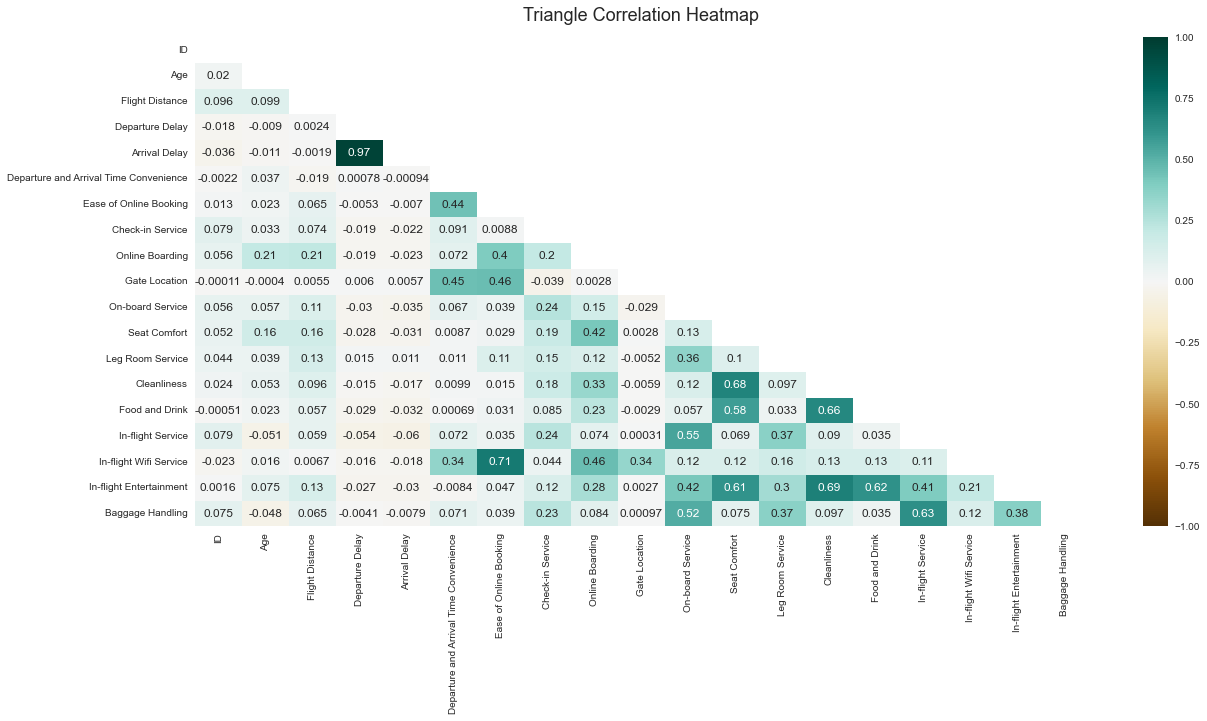 Triangle Correlation Heatmap
ID
Age 0.02
Flight Distance 0.096 0.099
Departure Delay -0.018 -0.009 0.0024
Arrival Delay -0.036 -0.011 -0.0019 0.97
Departure and Arrival Time Convenience -0.0022 0.037 -0.019 0.00078 -0.00094
Ease of Online Booking 0.013 0.023 0.065 -0.0053 -0.007 0.44
Check-in Service 0.079 0.033 0.074 -0.019 -0.022 0.091 0.0088
Online Boarding 0.056 0.21 0.21 -0.019 -0.023 0.072 0.4 0.2
Gate Location -0.00011 -0.0004 0.0055 0.006 0.0057 0.45 0.46 -0.039 0.0028
On-board Service 0.056 0.057 0.11 -0.03 -0.035 0.067 0.039 0.24 0.15 -0.029
Seat Comfort 0.052 0.16 0.16 -0.028 -0.031 0.0087 0.029 0.19 0.42 0.0028 0.13
Leg Room Service 0.044 0.039 0.13 0.015 0.011 0.011 0.11 0.15 0.12 -0.0052 0.36 0.1
Cleanliness 0.024 0.053 0.096 -0.015 -0.017 0.0099 0.015 0.18 0.33 -0.0059 0.12 0.68 0.097
Food and Drink -0.00051 0.023 0.057 -0.029 -0.032 0.00069 0.031 0.085 0.23 -0.0029 0.057 0.58 0.033 0.66
In-flight Service 0.079 -0.051 0.059 -0.054 -0.06 0.072 0.035 0.24 0.074 0.00031 0.55 0.069 0.37 0.09 0.035
In-flight Wifi Service -0.023 0.016 0.0067 -0.016 -0.018 0.34 0.71 0.044 0.46 0.34 0.12 0.12 0.16 0.13 0.13 0.11
In-flight Entertainment 0.0016 0.075 0.13 -0.027 -0.03 -0.0084 0.047 0.12 0.28 0.0027 0.42 0.61 0.3 0.69 0.62 0.41 0.21
Baggage Handling 0.075 -0.048 0.065 -0.0041 -0.0079 0.071 0.039 0.23 0.084 0.00097 0.52 0.075 0.37 0.097 0.035 0.63 0.12 0.38
ID
Age
Flight Distance
Departure Delay
Arrival Delay
Departure and Arrival Time Convenience
Ease of Online Booking
Check-in Service
Online Boarding
Gate Location
On-board Service
Seat Comfort
Leg Room Service
Cleanliness
Food and Drink
In-flight Service
In-flight Wifi Service
In-flight Entertainment
Baggage Handling
1.00
0.75
0.50
0.25
0.00
−0.25
−0.50
−0.75
−1.00